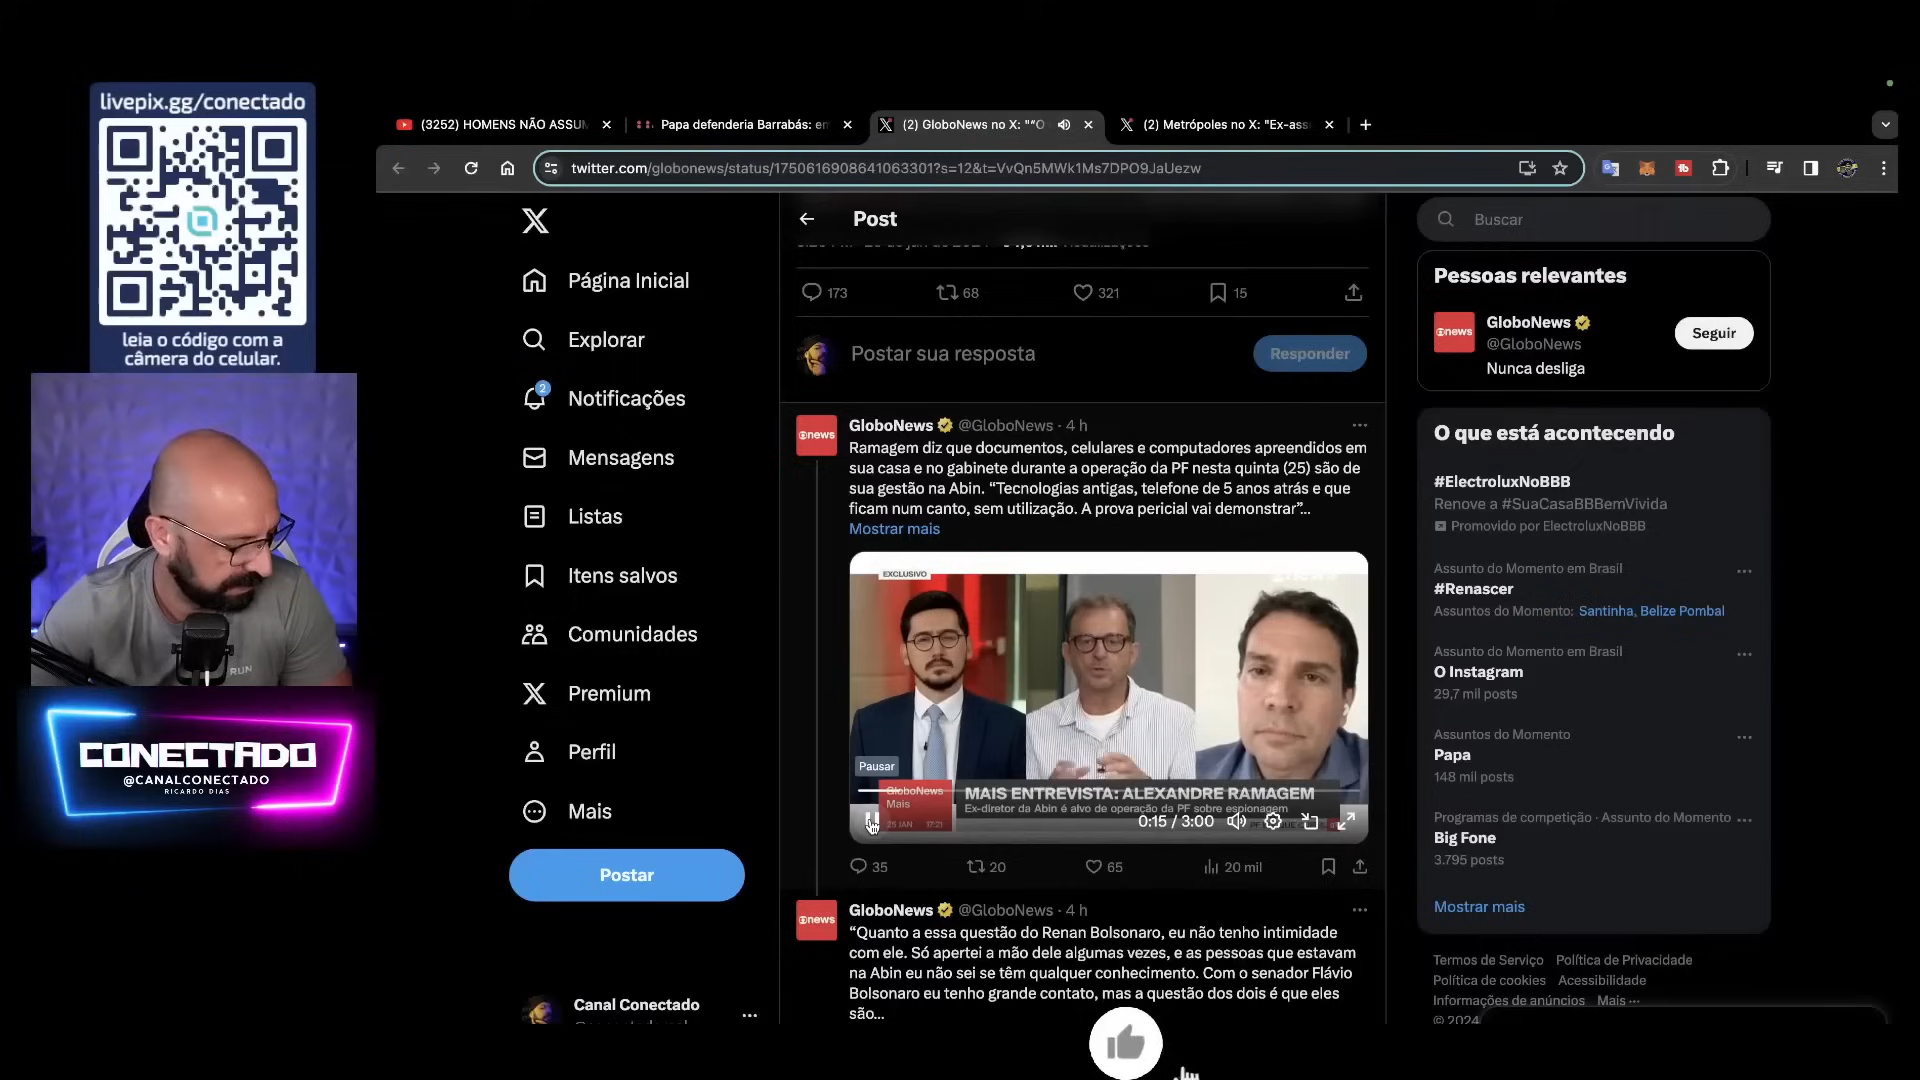 livepix.gg/conectado
leia o código com a
câmera do celular.
RUN
CONECTADO
@CANALCONECTADO
RICARDO DIAS
(3252) HOMENS NÃO ASSUM
Papa defenderia Barrabás: em
(2) GloboNews no X: "“O
(2) Metrópoles no X: "Ex-ass
twitter.com/globonews/status/1750616908641063301?s=12&t=VvQn5MWk1Ms7DPO9JaUezw
Página Inicial
Explorar
2
Notificações
Mensagens
Listas
Itens salvos
Comunidades
Premium
Perfil
Mais
Postar
Canal Conectado
Post
173
68
321
15
Postar sua resposta
Responder
GloboNews @GloboNews · 4 h
Ramagem diz que documentos, celulares e computadores apreendidos em
sua casa e no gabinete durante a operação da PF nesta quinta (25) são de
sua gestão na Abin. “Tecnologias antigas, telefone de 5 anos atrás e que
ficam num canto, sem utilização. A prova pericial vai demonstrar”...
Mostrar mais
EXCLUSIVO
Pausar
GloboNews
Mais
25 JAN 17:21
MAIS ENTREVISTA: ALEXANDRE RAMAGEM
Ex-diretor da Abin é alvo de operação da PF sobre espionagem
0:15 / 3:00
35
20
65
20 mil
GloboNews @GloboNews · 4 h
“Quanto a essa questão do Renan Bolsonaro, eu não tenho intimidade
com ele. Só apertei a mão dele algumas vezes, e as pessoas que estavam
na Abin eu não sei se têm qualquer conhecimento. Com o senador Flávio
Bolsonaro eu tenho grande contato, mas a questão dos dois é que eles
são...
Buscar
Pessoas relevantes
news
GloboNews
@GloboNews
Nunca desliga
Seguir
O que está acontecendo
#ElectroluxNoBBB
Renove a #SuaCasaBBBemVivida
Promovido por ElectroluxNoBBB
Assunto do Momento em Brasil
#Renascer
Assuntos do Momento: Santinha, Belize Pombal
Assunto do Momento em Brasil
O Instagram
29,7 mil posts
Assuntos do Momento
Papa
148 mil posts
Programas de competição · Assunto do Momento
Big Fone
3.795 posts
Mostrar mais
Termos de Serviço Política de Privacidade
Política de cookies Acessibilidade
Informações de anúncios Mais ···
© 2024